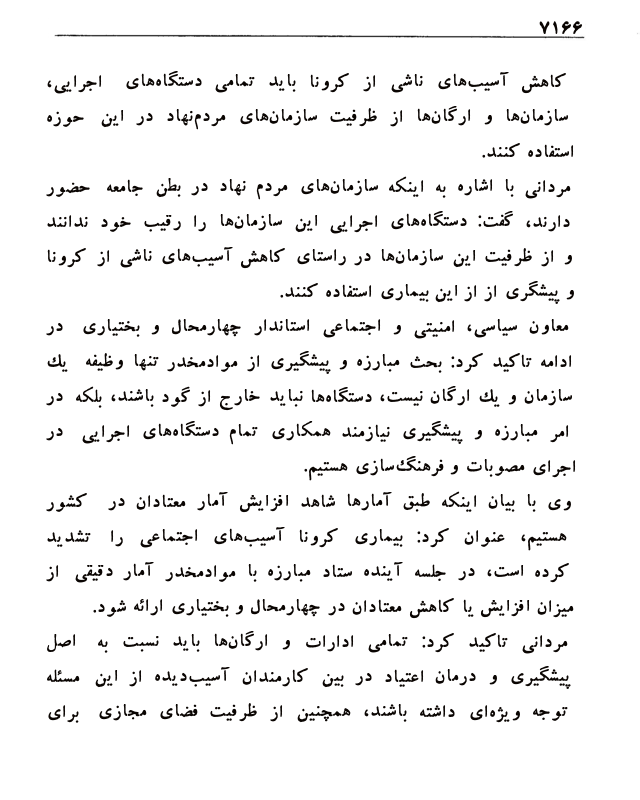 ۷۱۶۶
کاهش آسیب‌های ناشی از کرونا باید تمامی دستگاه‌های اجرایی،
سازمان‌ها و ارگان‌ها از ظرفیت سازمان‌های مردم‌نهاد در این حوزه
استفاده کنند.
مردانی با اشاره به اینکه سازمان‌های مردم نهاد در بطن جامعه حضور
دارند، گفت: دستگاه‌های اجرایی این سازمان‌ها را رقیب خود ندانند
و از ظرفیت این سازمان‌ها در راستای کاهش آسیب‌های ناشی از کرونا
و پیشگری از از این بیماری استفاده کنند.
معاون سیاسی، امنیتی و اجتماعی استاندار چهارمحال و بختیاری در
ادامه تاکید کرد: بحث مبارزه و پیشگیری از موادمخدر تنها وظیفه یك
سازمان و یك ارگان نیست، دستگاه‌ها نباید خارج از گود باشند، بلکه در
امر مبارزه و پیشگیری نیازمند همکاری تمام دستگاه‌های اجرایی در
اجرای مصوبات و فرهنگ‌سازی هستیم.
وی با بیان اینکه طبق آمارها شاهد افزایش آمار معتادان در کشور
هستیم، عنوان کرد: بیماری کرونا آسیب‌های اجتماعی را تشدید
کرده است، در جلسه آینده ستاد مبارزه با موادمخدر آمار دقیقی از
میزان افزایش یا کاهش معتادان در چهارمحال و بختیاری ارائه شود.
مردانی تاکید کرد: تمامی ادارات و ارگان‌ها باید نسبت به اصل
پیشگیری و درمان اعتیاد در بین کارمندان آسیب‌دیده از این مسئله
توجه ویژه‌ای داشته باشند، همچنین از ظرفیت فضای مجازی برای